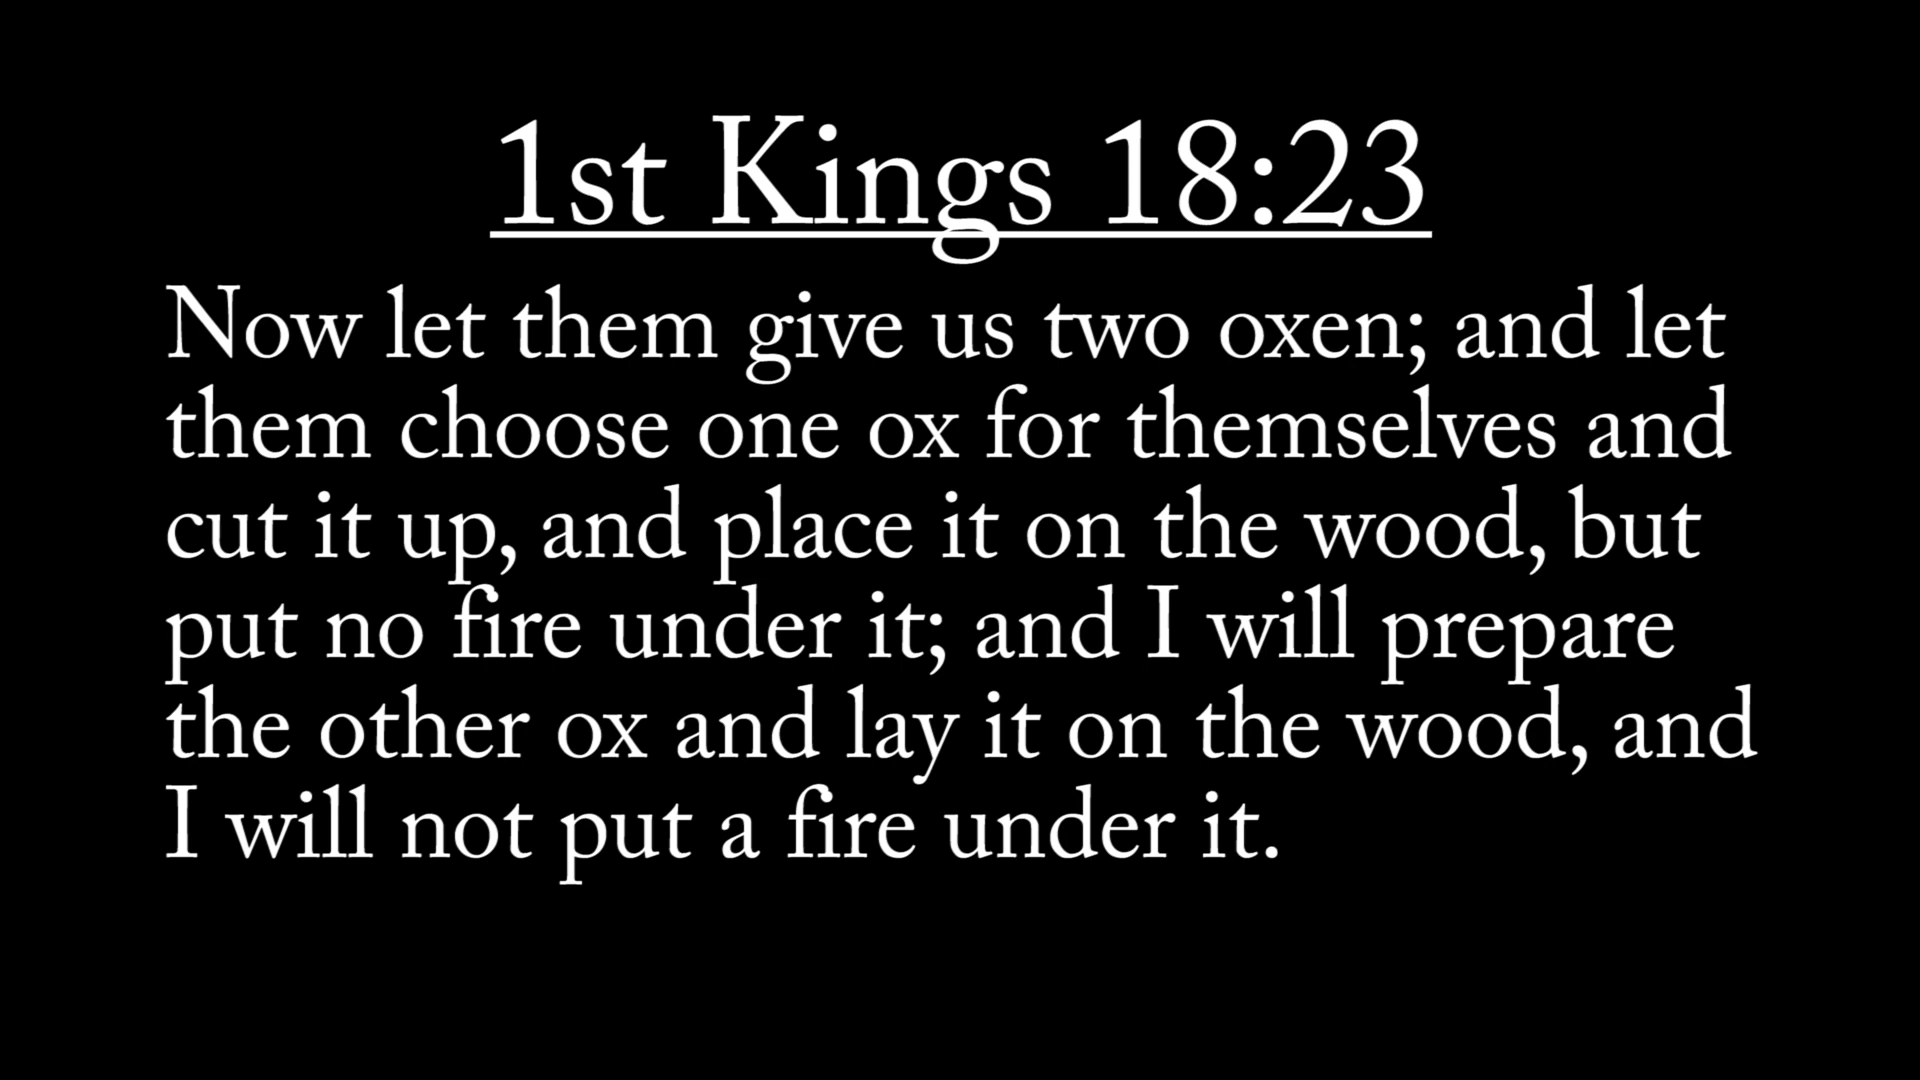 1st Kings 18:23
Now let them give us two oxen; and let
them choose one ox for themselves and
cut it up, and place it on the wood, but
put no fire under it; and I will prepare
the other ox and lay it on the wood, and
I will not put a fire under it.